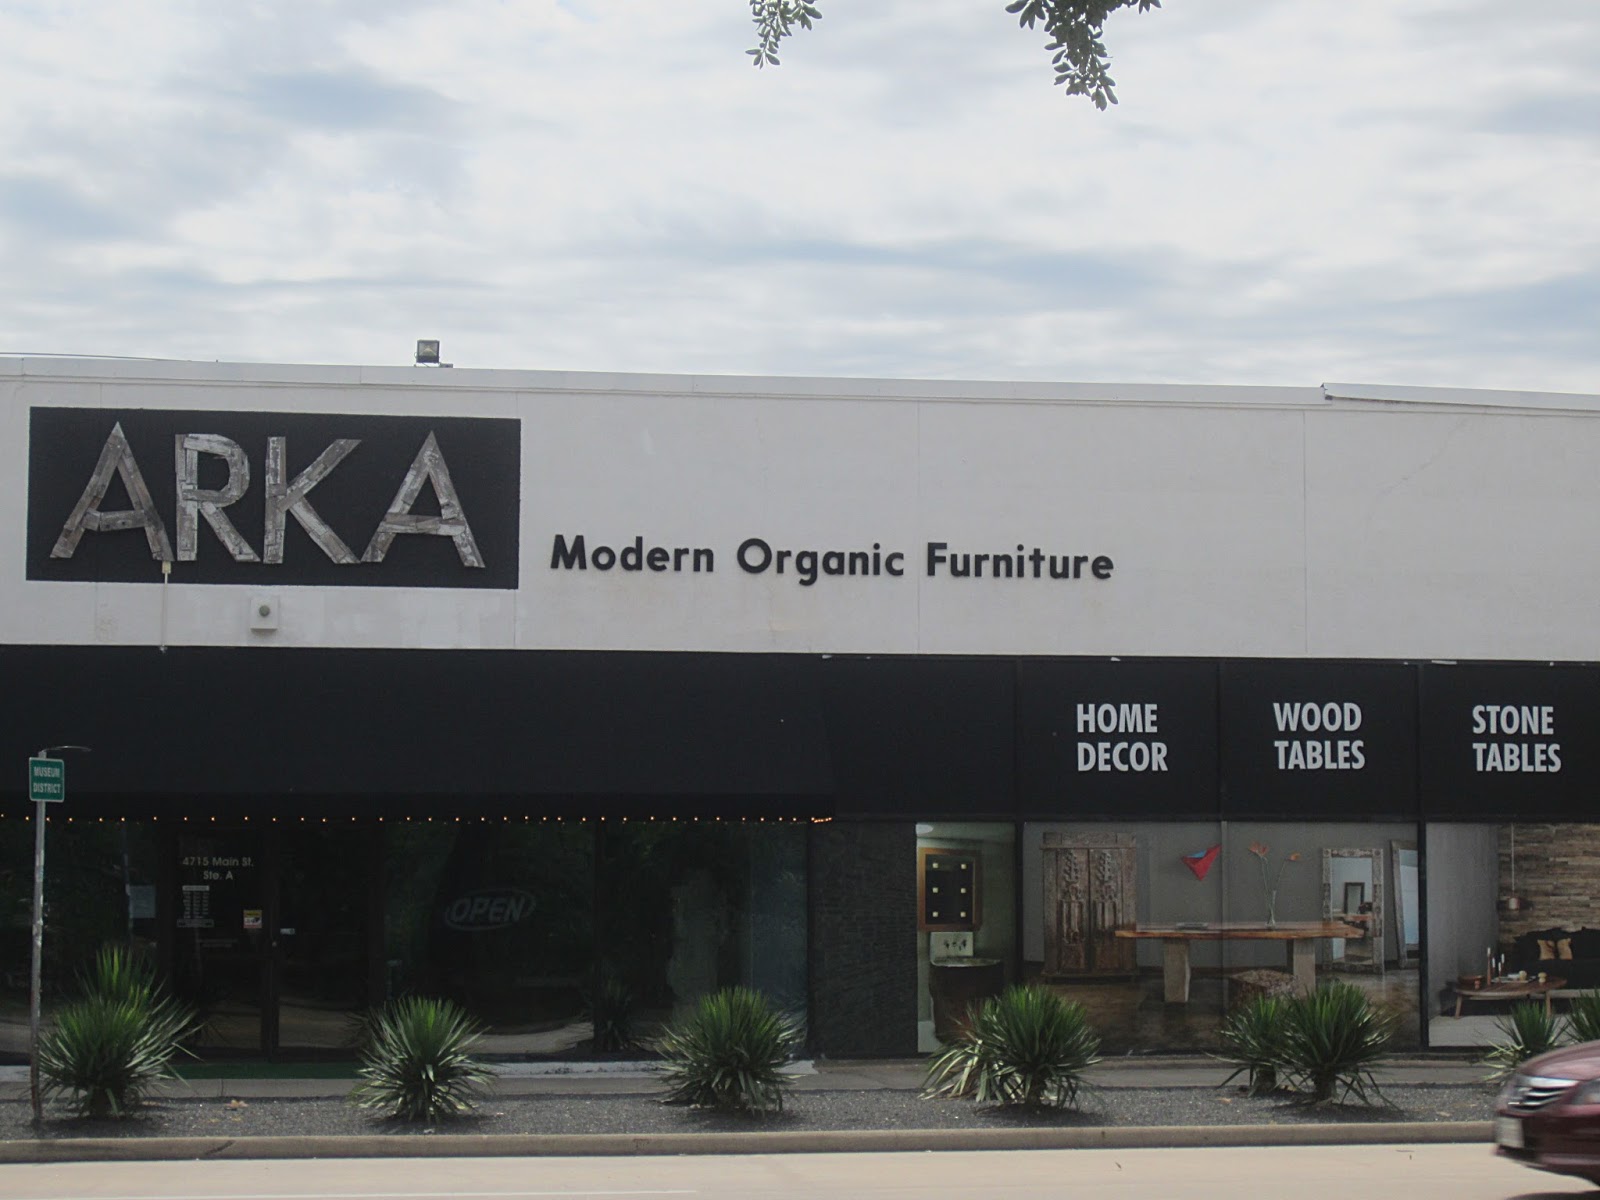 ARKA
Modern Organic Furniture
HOME
DECOR
WOOD
TABLES
STONE
TABLES
MUSEUM
DISTRICT
4715 Main St.
Ste. A
OPEN